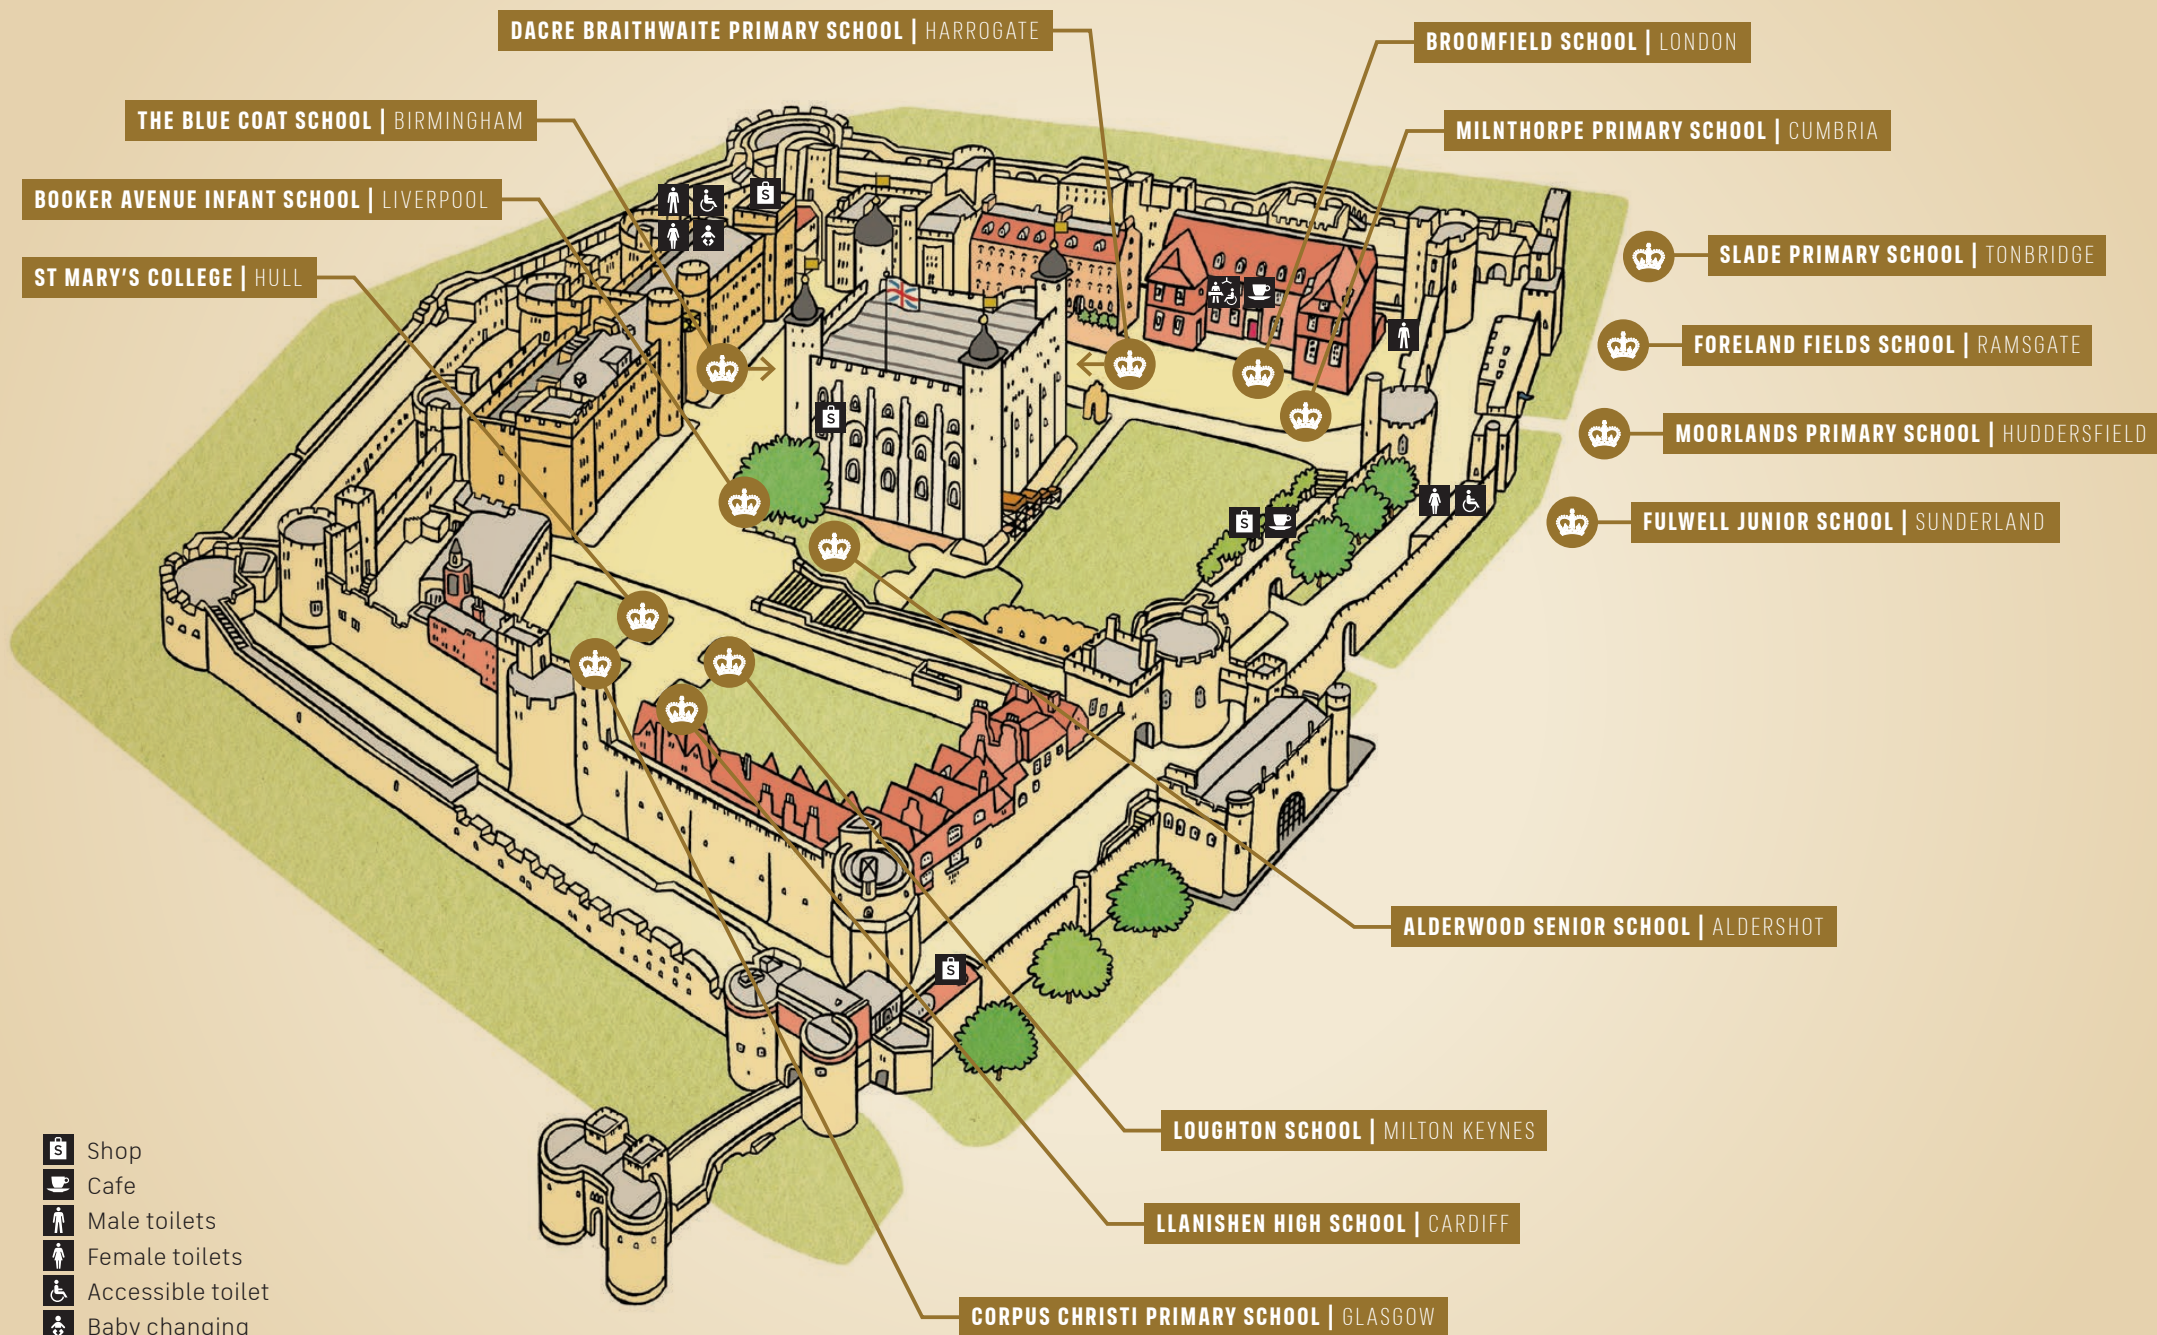 DACRE BRAITHWAITE PRIMARY SCHOOL | HARROGATE
BROOMFIELD SCHOOL | LONDON
THE BLUE COAT SCHOOL | BIRMINGHAM
MILNTHORPE PRIMARY SCHOOL | CUMBRIA
BOOKER AVENUE INFANT SCHOOL | LIVERPOOL
S
SLADE PRIMARY SCHOOL | TONBRIDGE
ST MARY'S COLLEGE | HULL
FORELAND FIELDS SCHOOL | RAMSGATE
S
MOORLANDS PRIMARY SCHOOL | HUDDERSFIELD
S
FULWELL JUNIOR SCHOOL | SUNDERLAND
ALDERWOOD SENIOR SCHOOL | ALDERSHOT
S
LOUGHTON SCHOOL | MILTON KEYNES
LLANISHEN HIGH SCHOOL | CARDIFF
CORPUS CHRISTI PRIMARY SCHOOL | GLASGOW
S Shop
Cafe
Male toilets
Female toilets
Accessible toilet
Baby changing